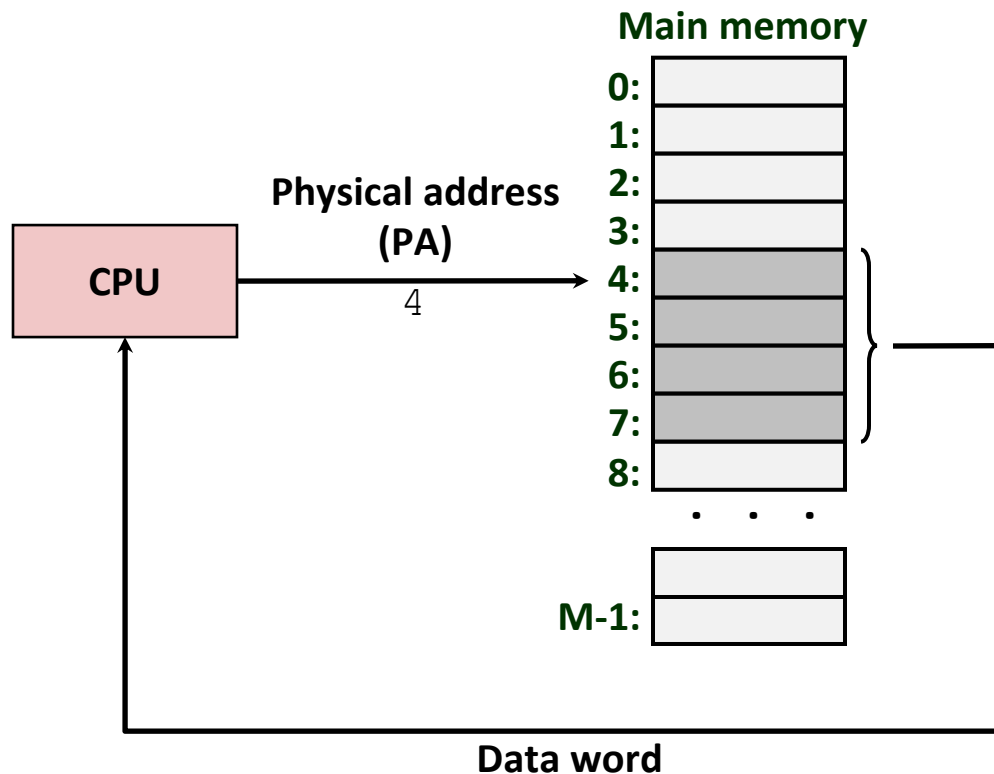 Main memory
0:
1:
2:
3:
4:
5:
6:
7:
8:
. . .
M-1:
Physical address
(PA)
4
CPU
Data word